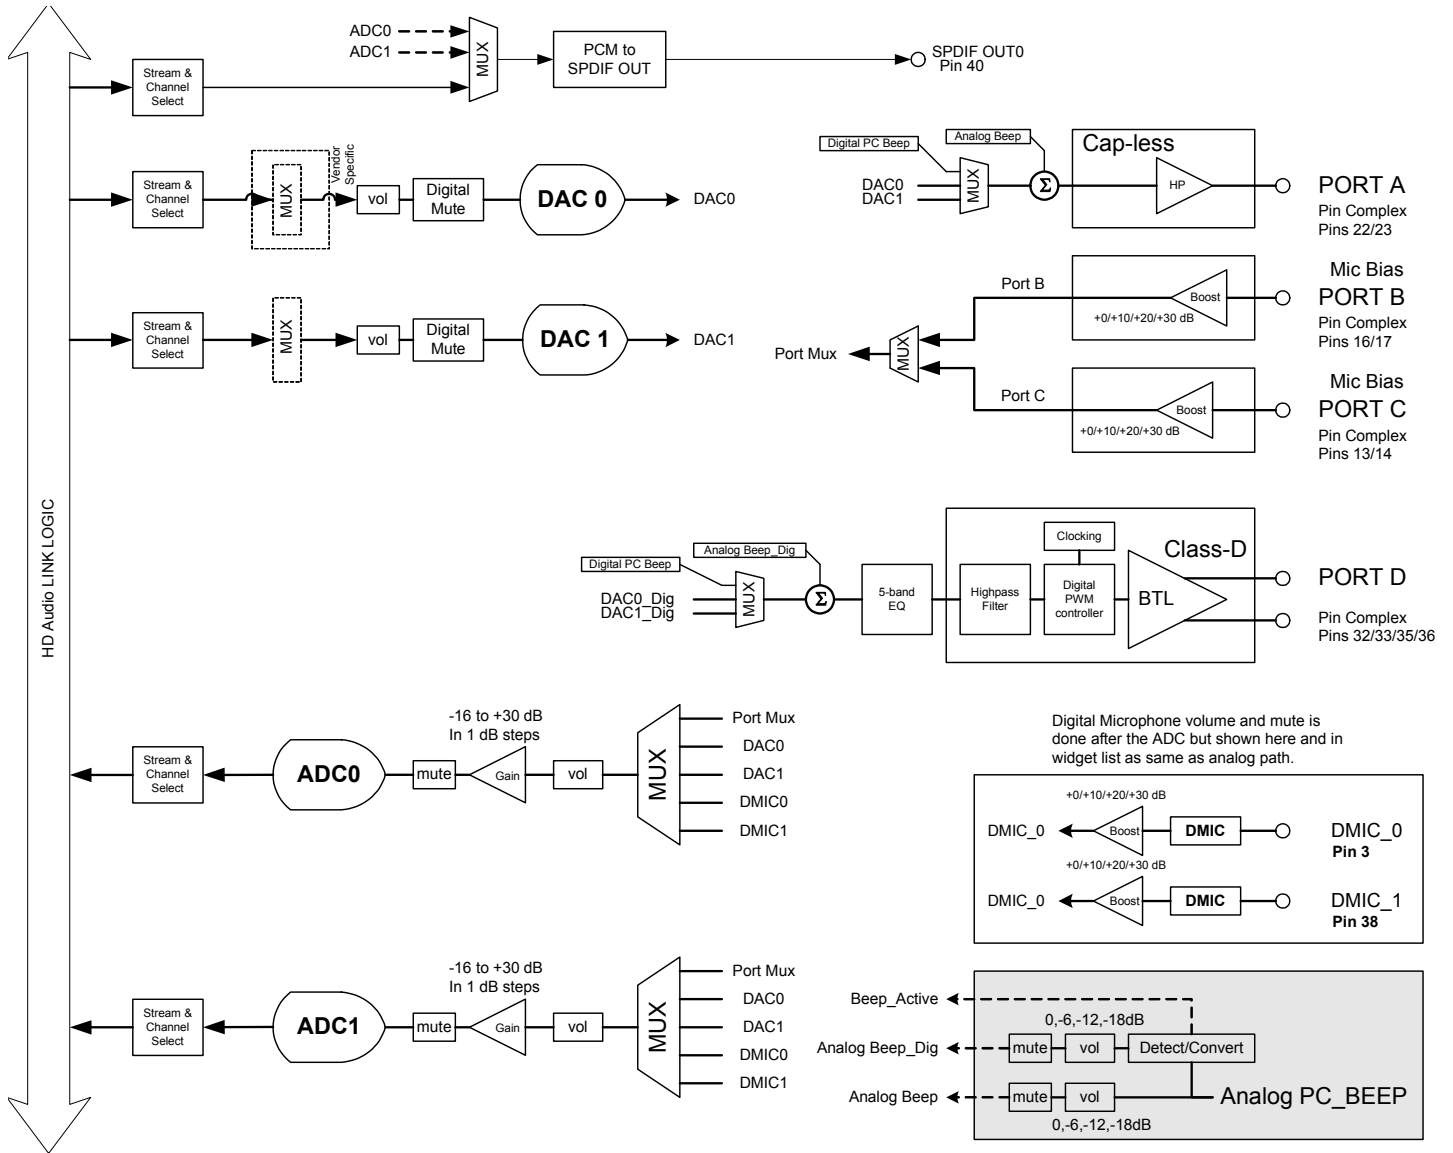 HD Audio LINK LOGIC
ADC0
ADC1
Stream &
Channel
Select
MUX
PCM to
SPDIF OUT
SPDIF OUT0
Pin 40
Stream &
Channel
Select
MUX
Vendor
Specific
vol
Digital
Mute
DAC 0
DAC0
Digital PC Beep
Analog Beep
DAC0
DAC1
MUX
Σ
Cap-less
HP
PORT A
Pin Complex
Pins 22/23
Stream &
Channel
Select
MUX
vol
Digital
Mute
DAC 1
DAC1
Port Mux
MUX
Port B
Boost
+0/+10/+20/+30 dB
Mic Bias
PORT B
Pin Complex
Pins 16/17
Port C
Boost
+0/+10/+20/+30 dB
Mic Bias
PORT C
Pin Complex
Pins 13/14
Digital PC Beep
Analog Beep_Dig
DAC0_Dig
DAC1_Dig
MUX
Σ
5-band
EQ
Highpass
Filter
Clocking
Digital
PWM
controller
Class-D
BTL
PORT D
Pin Complex
Pins 32/33/35/36
Stream &
Channel
Select
ADC0
mute
-16 to +30 dB
In 1 dB steps
Gain
vol
MUX
Port Mux
DAC0
DAC1
DMIC0
DMIC1
Digital Microphone volume and mute is
done after the ADC but shown here and in
widget list as same as analog path.
+0/+10/+20/+30 dB
DMIC_0
Boost
DMIC
DMIC_0
Pin 3
+0/+10/+20/+30 dB
DMIC_0
Boost
DMIC
DMIC_1
Pin 38
Stream &
Channel
Select
ADC1
mute
-16 to +30 dB
In 1 dB steps
Gain
vol
MUX
Port Mux
DAC0
DAC1
DMIC0
DMIC1
Beep_Active
0,-6,-12,-18dB
Analog Beep_Dig
mute
vol
Detect/Convert
Analog Beep
mute
vol
Analog PC_BEEP
0,-6,-12,-18dB